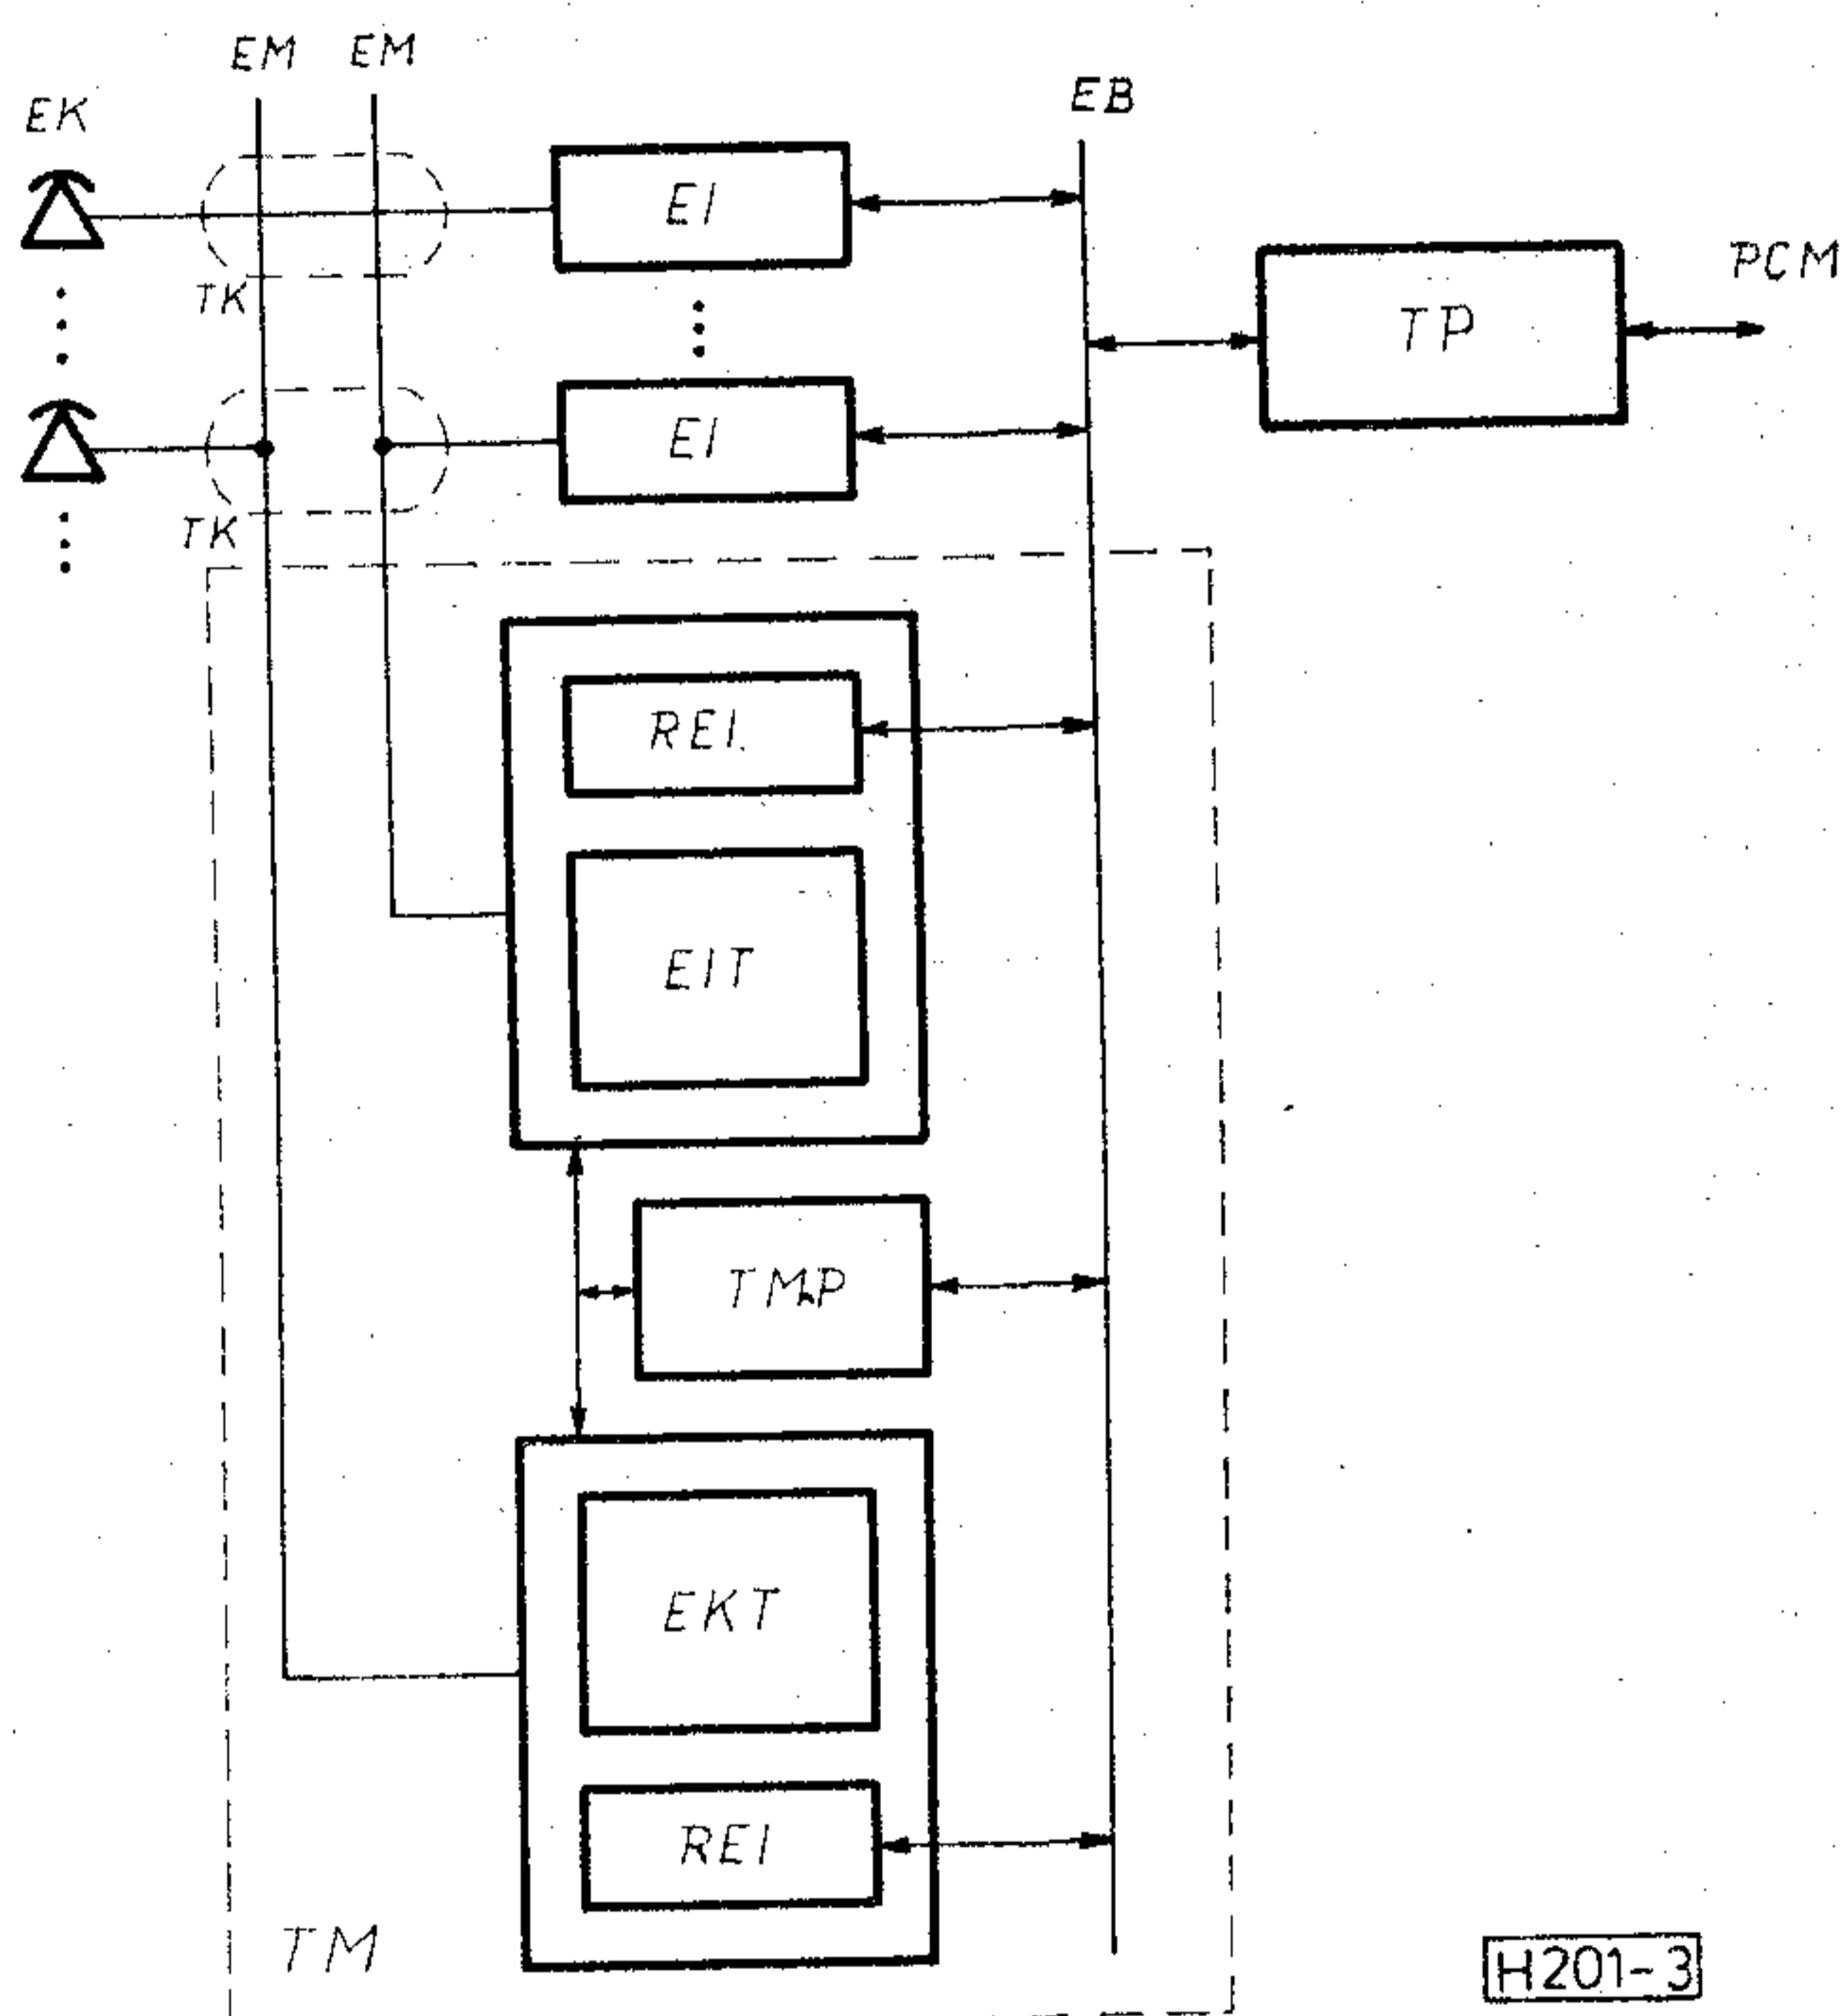 EM EM
EK
EB
EI
TK
PCM
TP
EI
TK
REI
EIT
TMP
EKT
REI
TM
H201-3